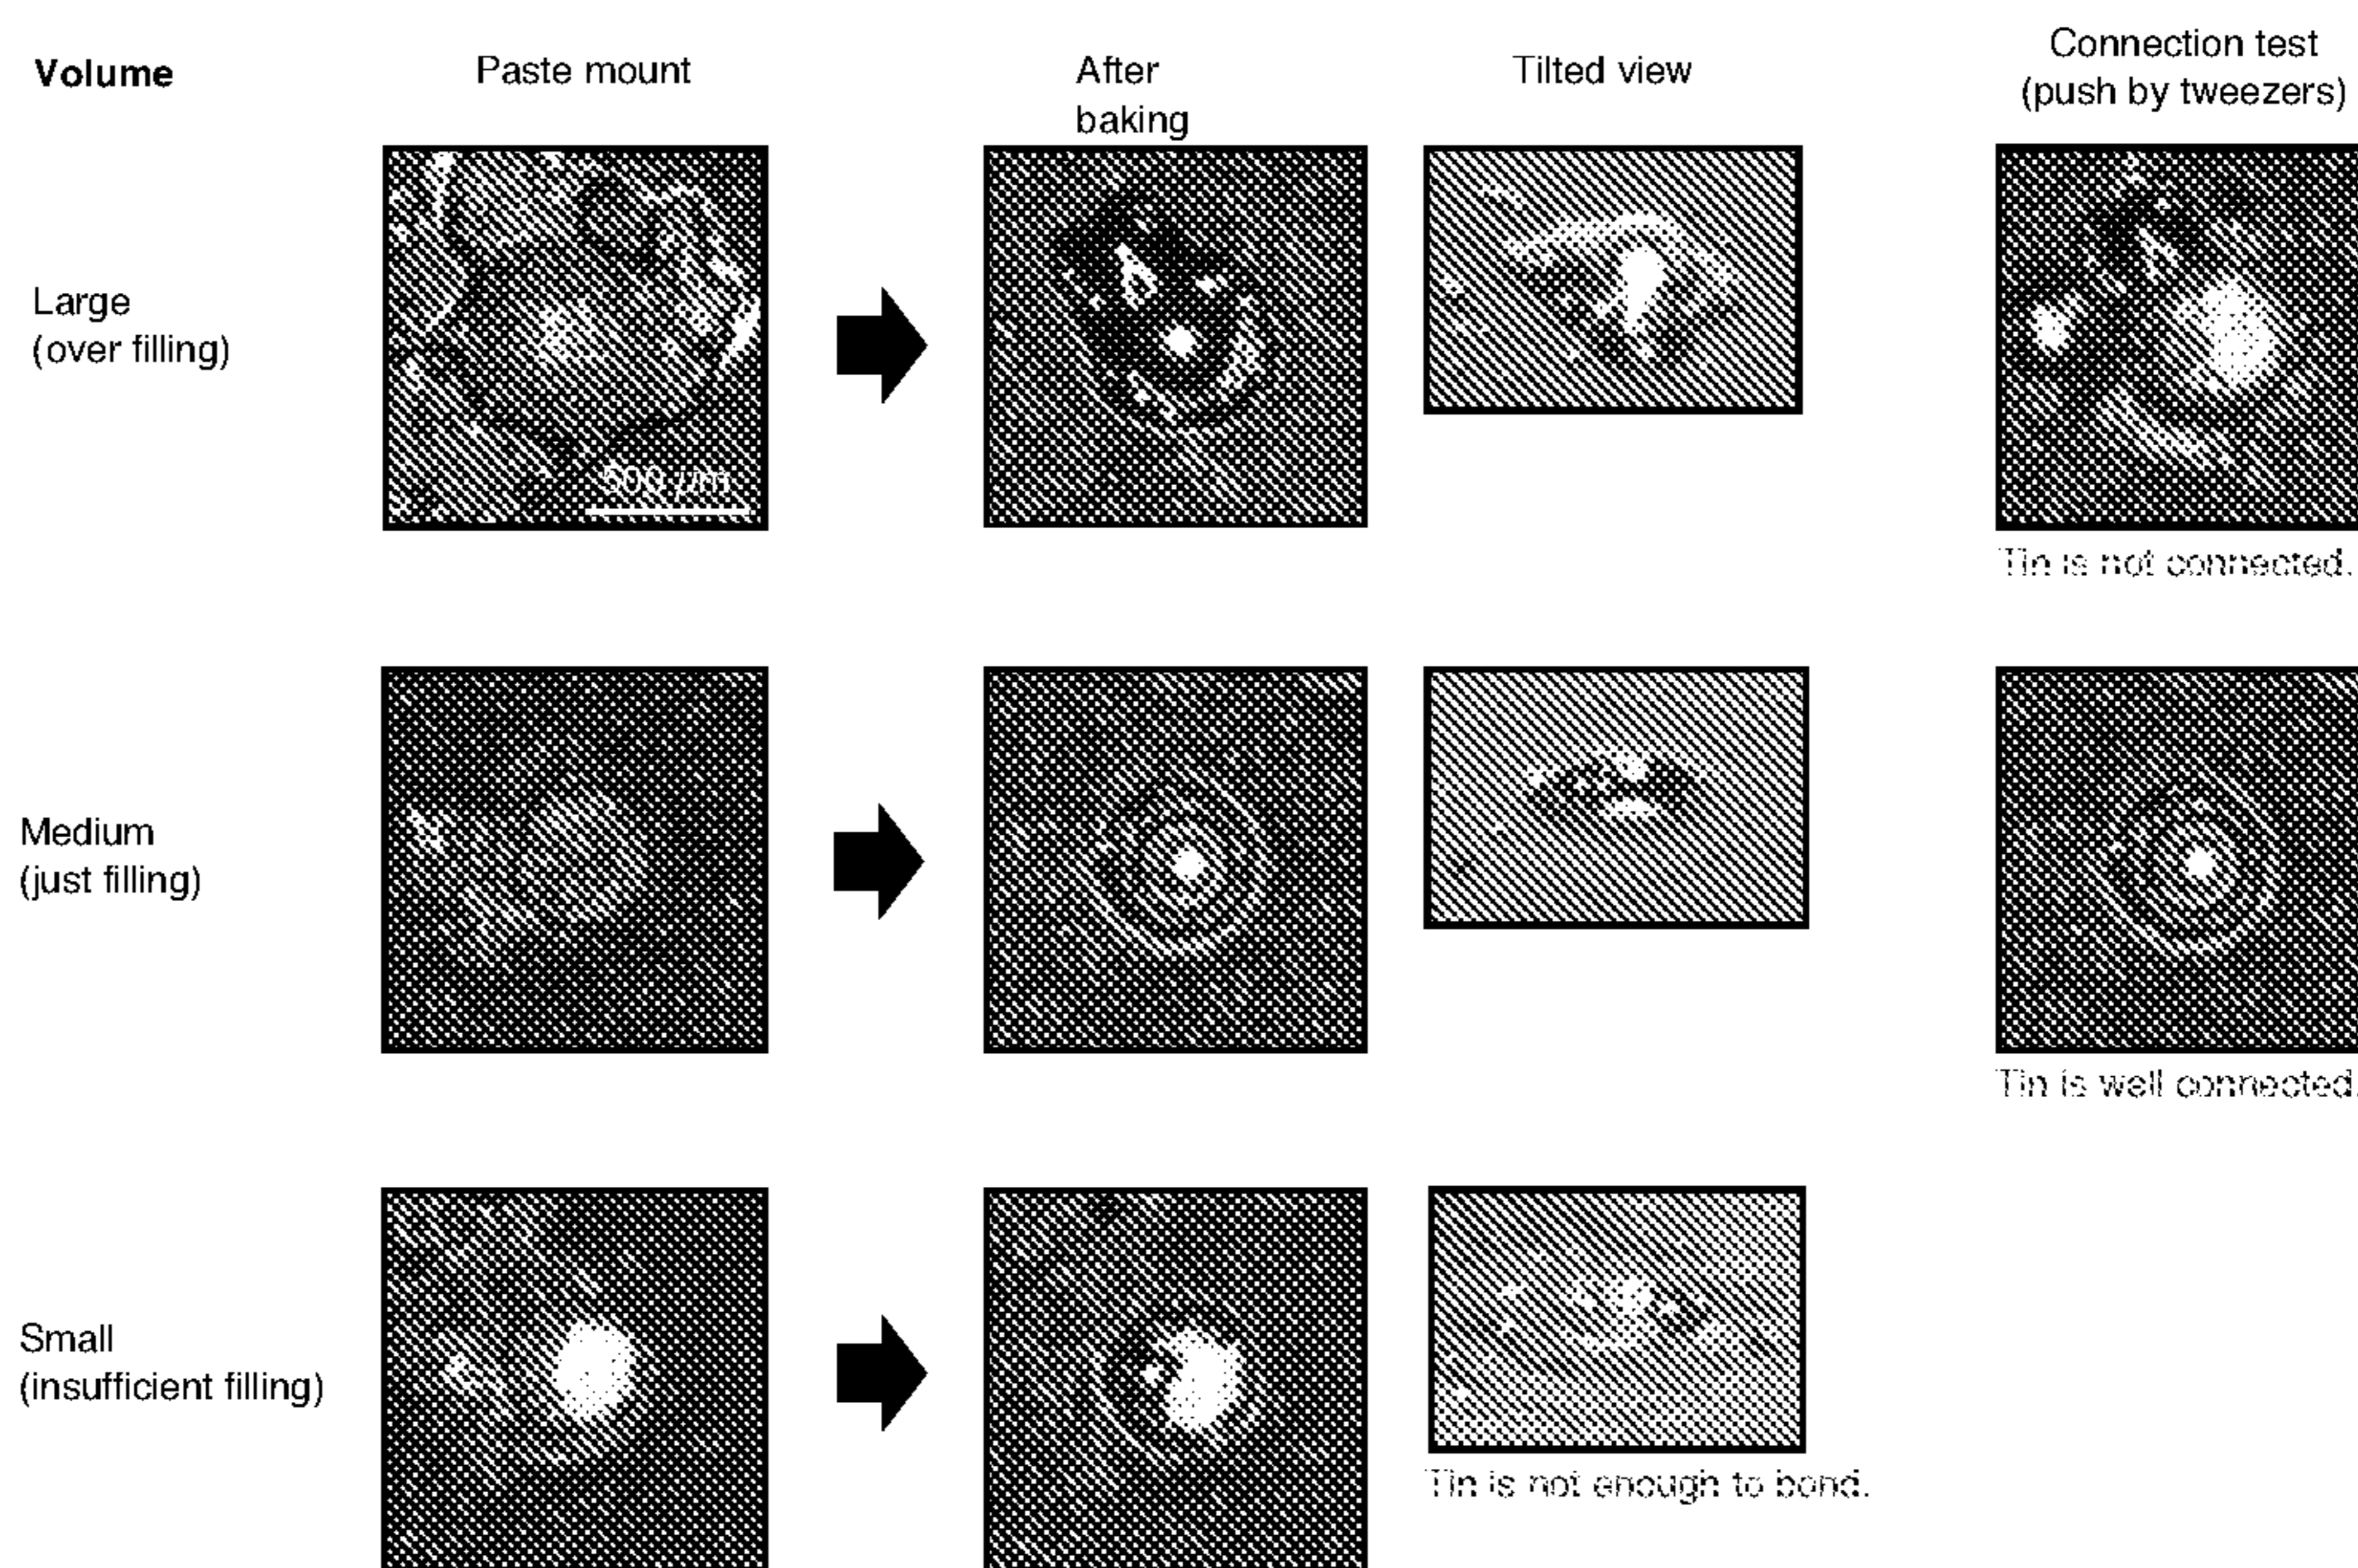 Volume
Paste mount
After
baking
Tilted view
Connection test
(push by tweezers)
Large
(over filling)
500 µm
Tin is not connected.
Medium
(just filling)
Tin is well connected.
Small
(insufficient filling)
Tin is not enough to bond.